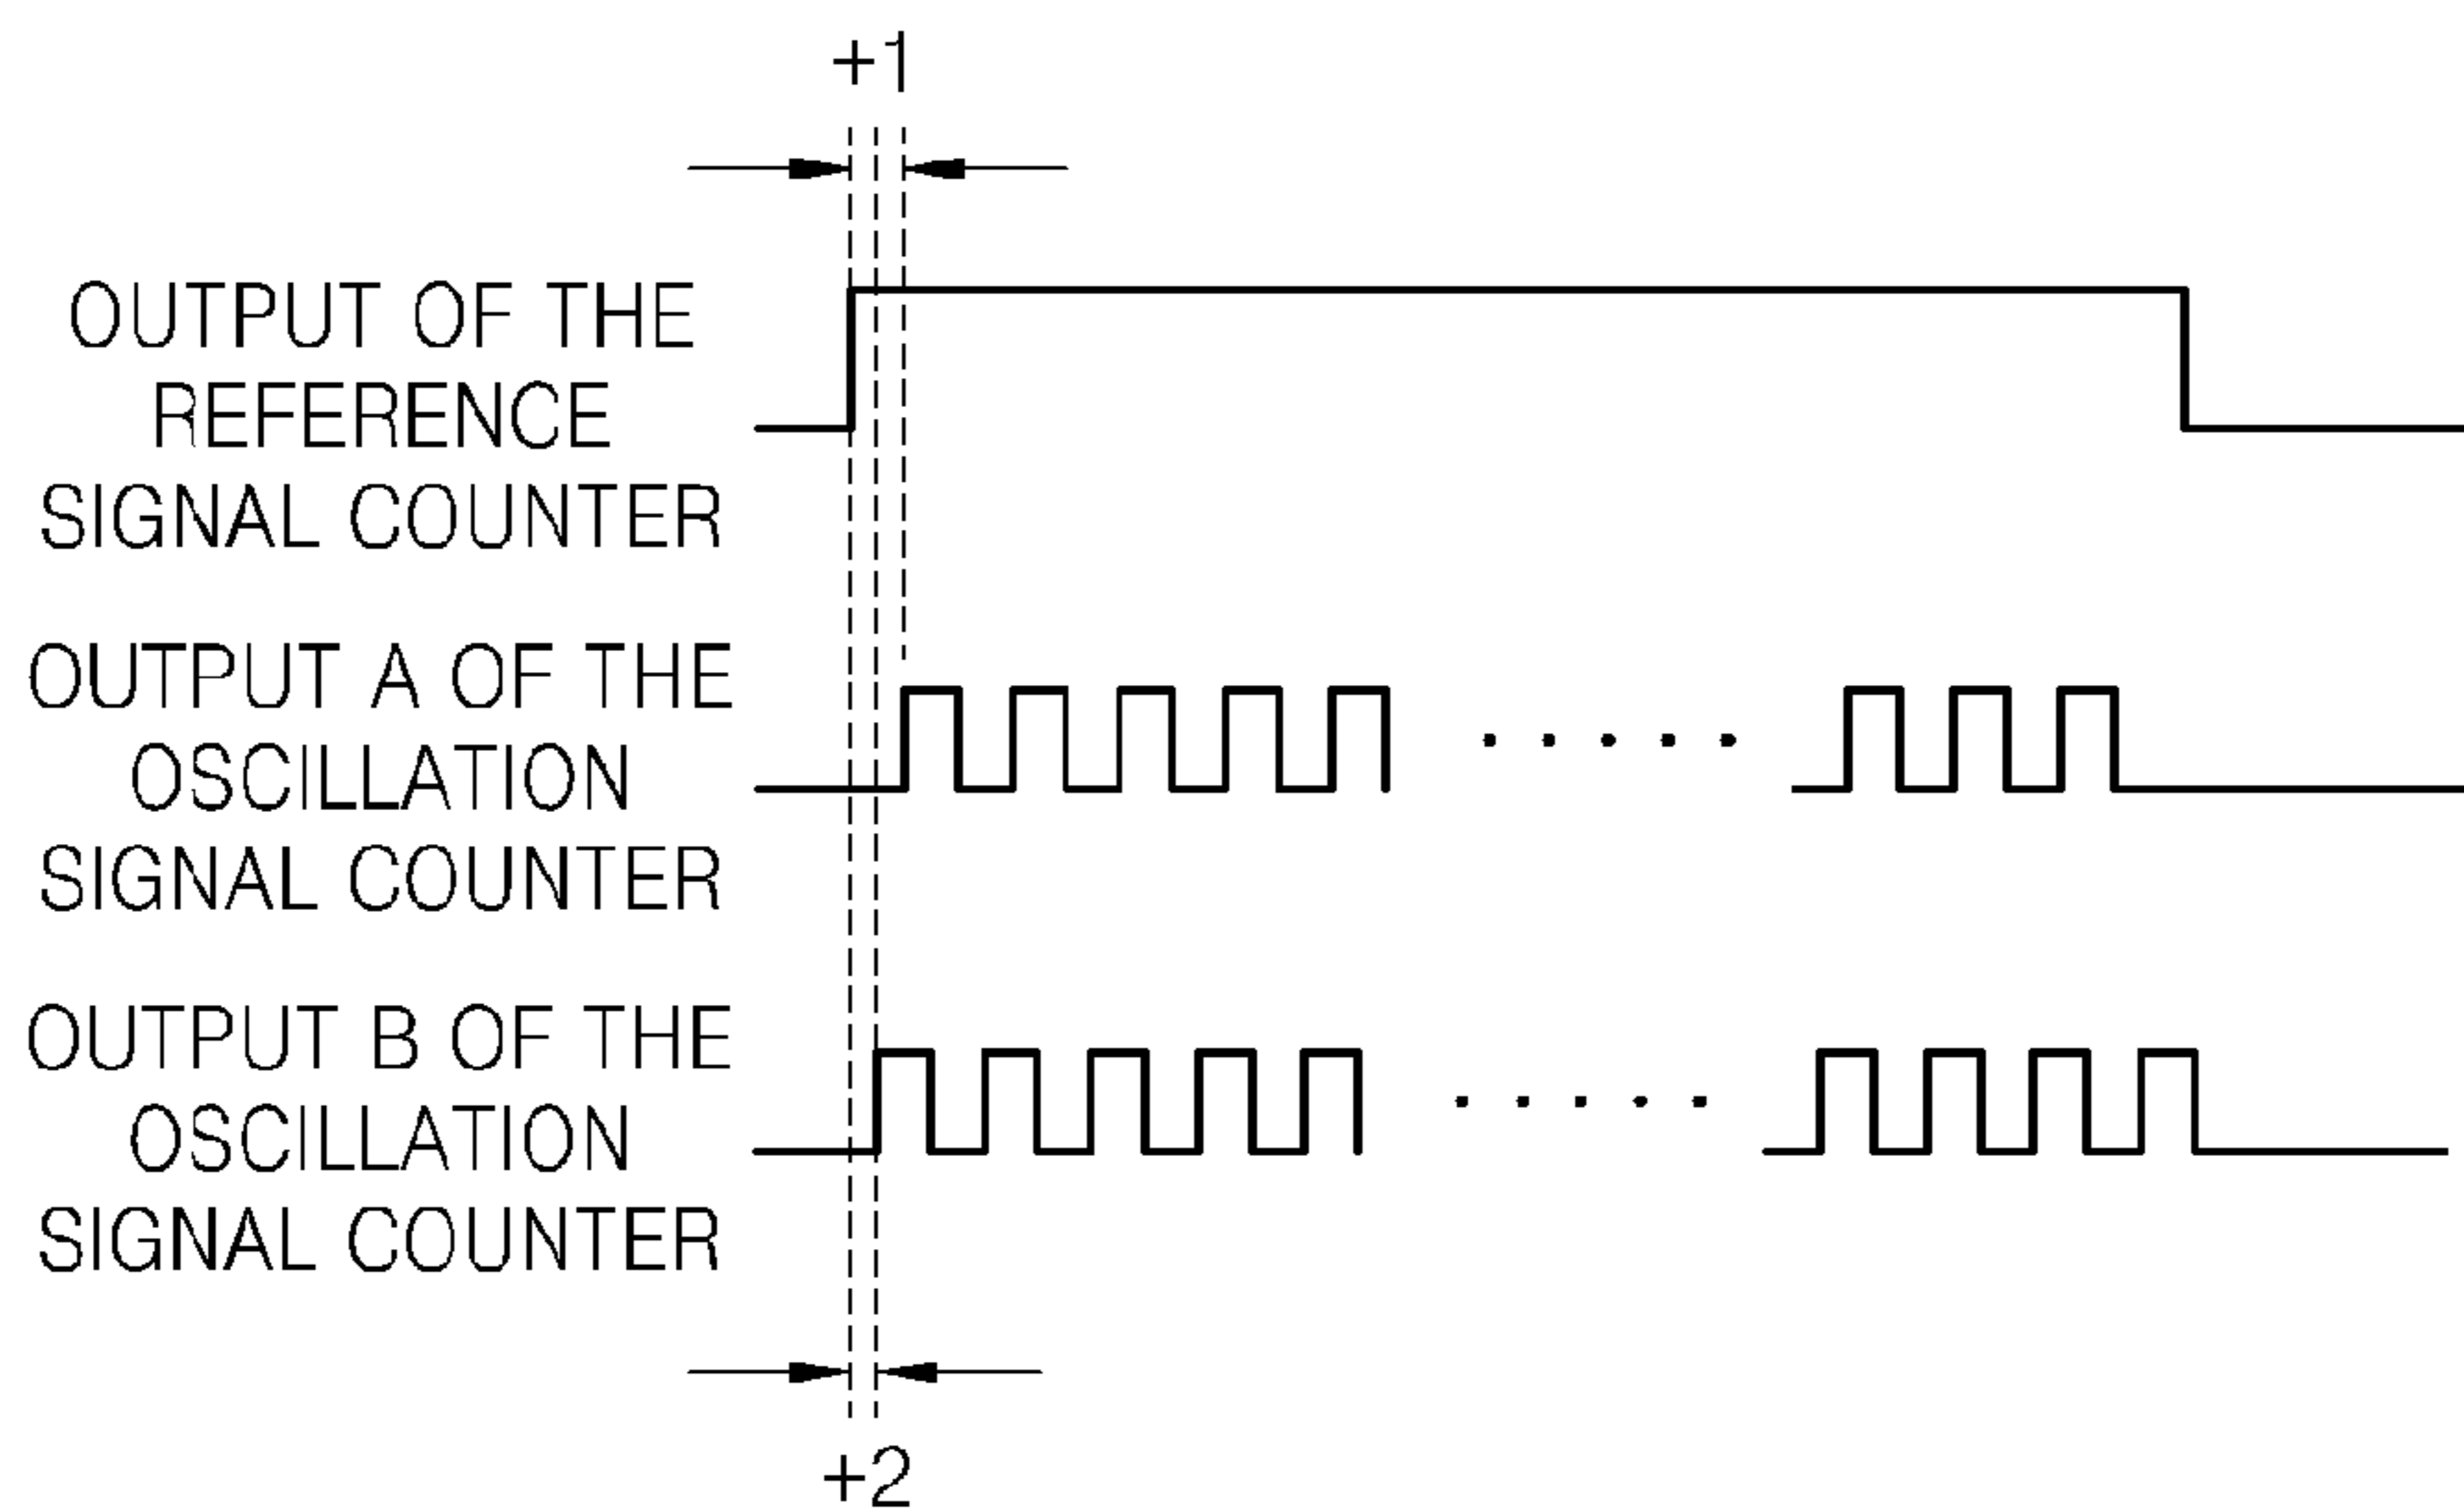 +1
OUTPUT OF THE
REFERENCE
SIGNAL COUNTER
OUTPUT A OF THE
OSCILLATION
SIGNAL COUNTER
OUTPUT B OF THE
OSCILLATION
SIGNAL COUNTER
+2